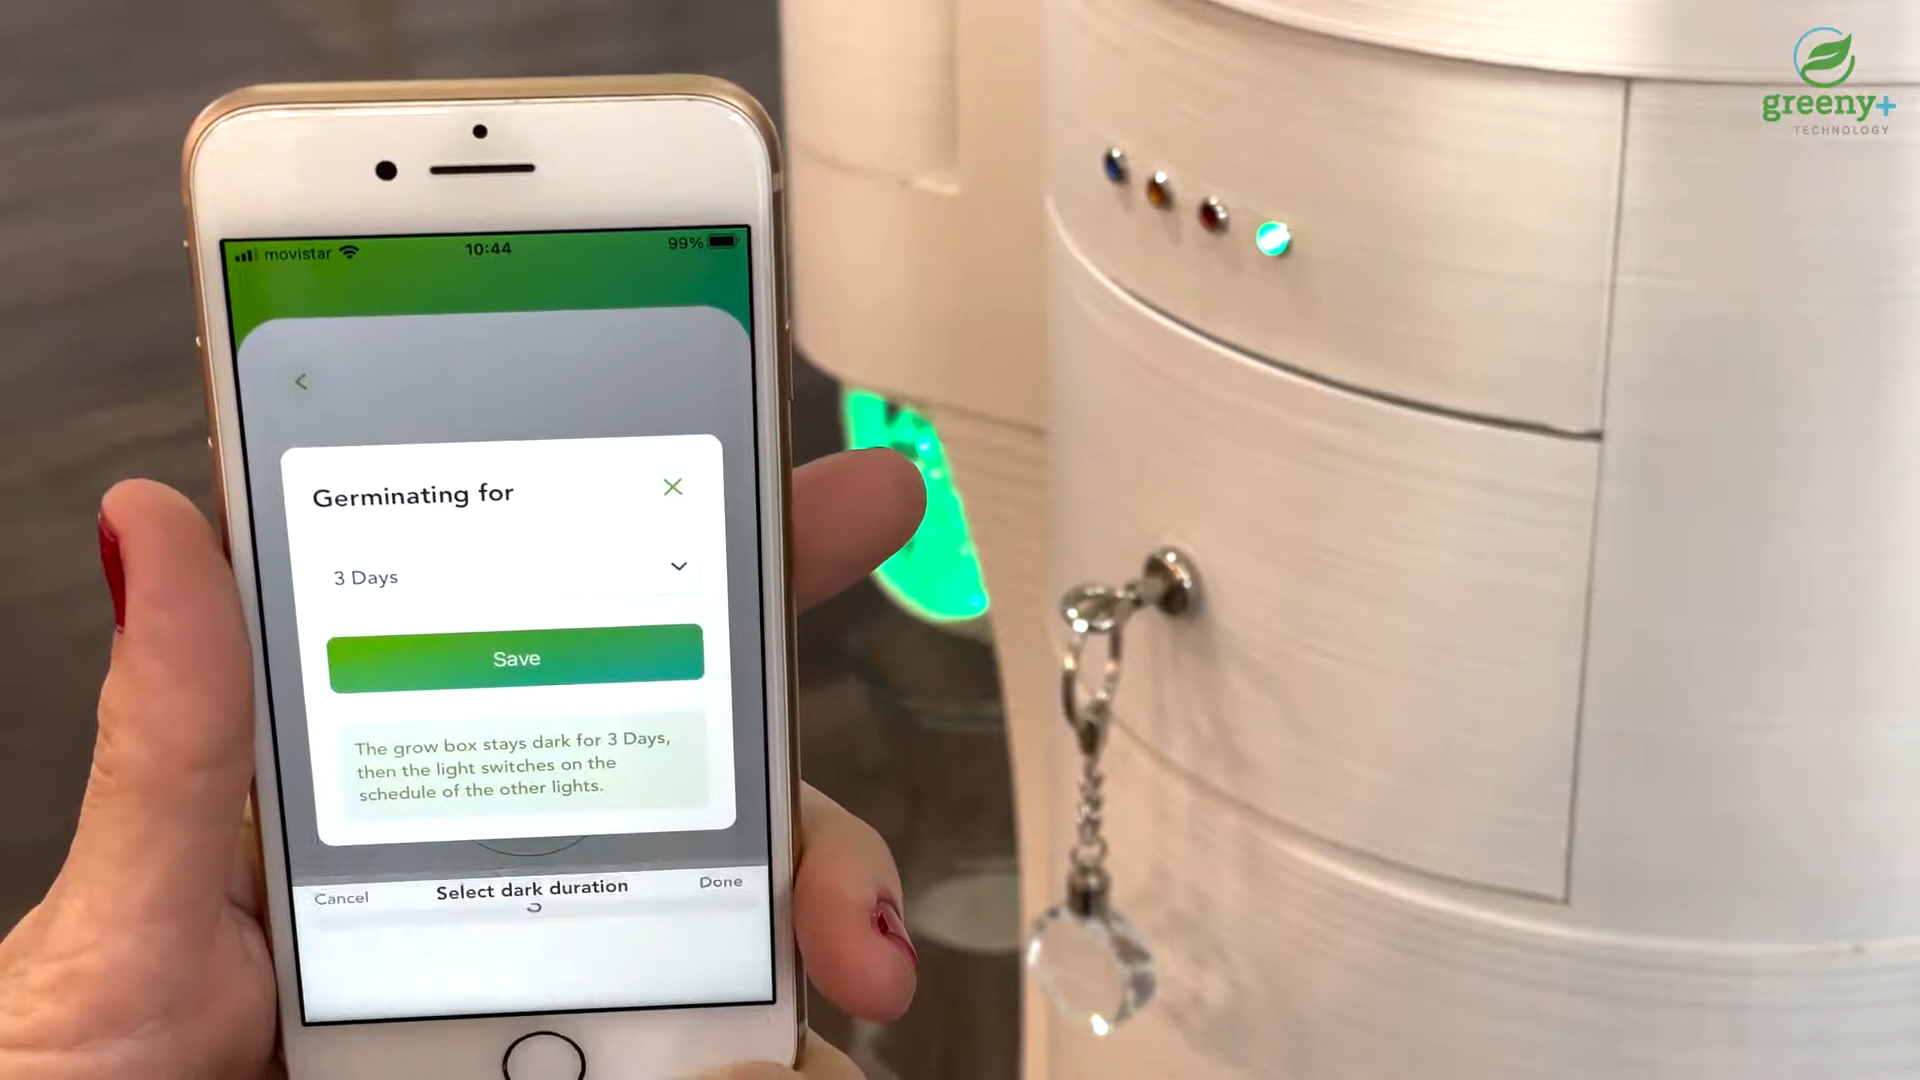 greeny+
TECHNOLOGY
movistar
10:44
99%
Germinating for
3 Days
Save
The grow box stays dark for 3 Days,
then the light switches on the
schedule of the other lights.
Cancel
Select dark duration
Done